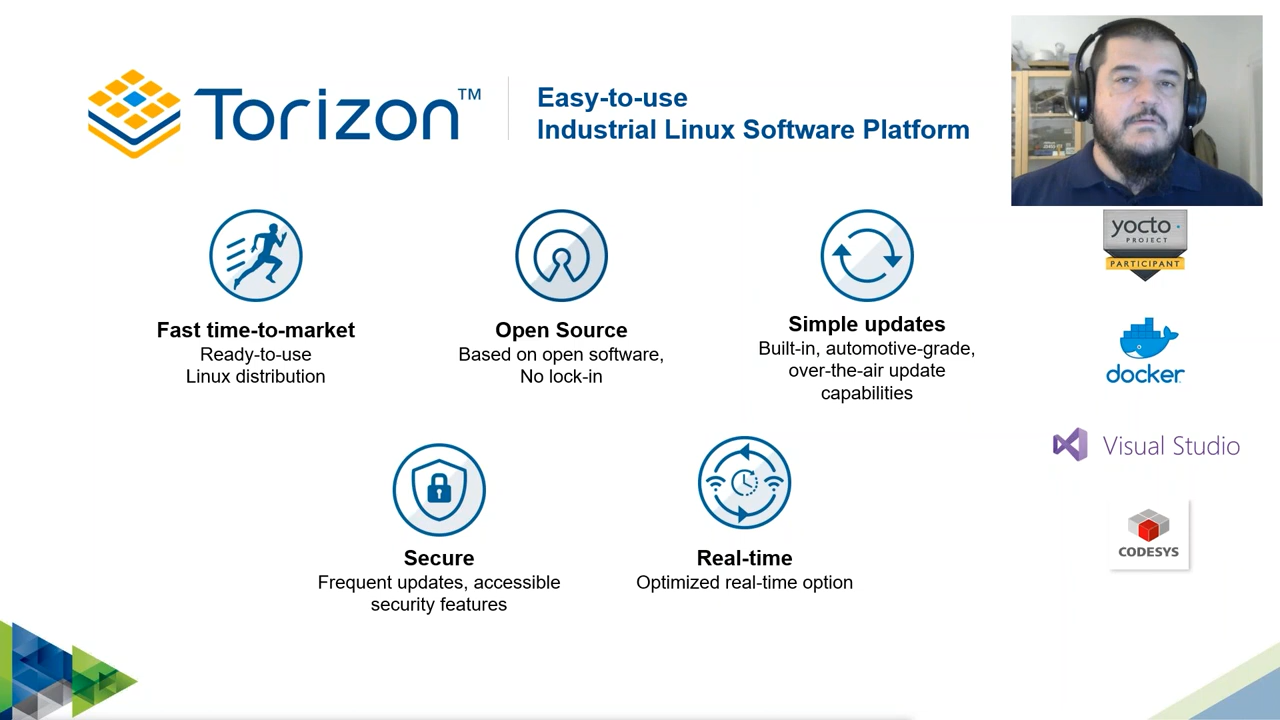 Torizon™
Easy-to-use
Industrial Linux Software Platform
Fast time-to-market
Ready-to-use
Linux distribution
Open Source
Based on open software,
No lock-in
Simple updates
Built-in, automotive-grade,
over-the-air update
capabilities
Secure
Frequent updates, accessible
security features
Real-time
Optimized real-time option
yocto
PROJECT
PARTICIPANT
docker
Visual Studio
CODESYS